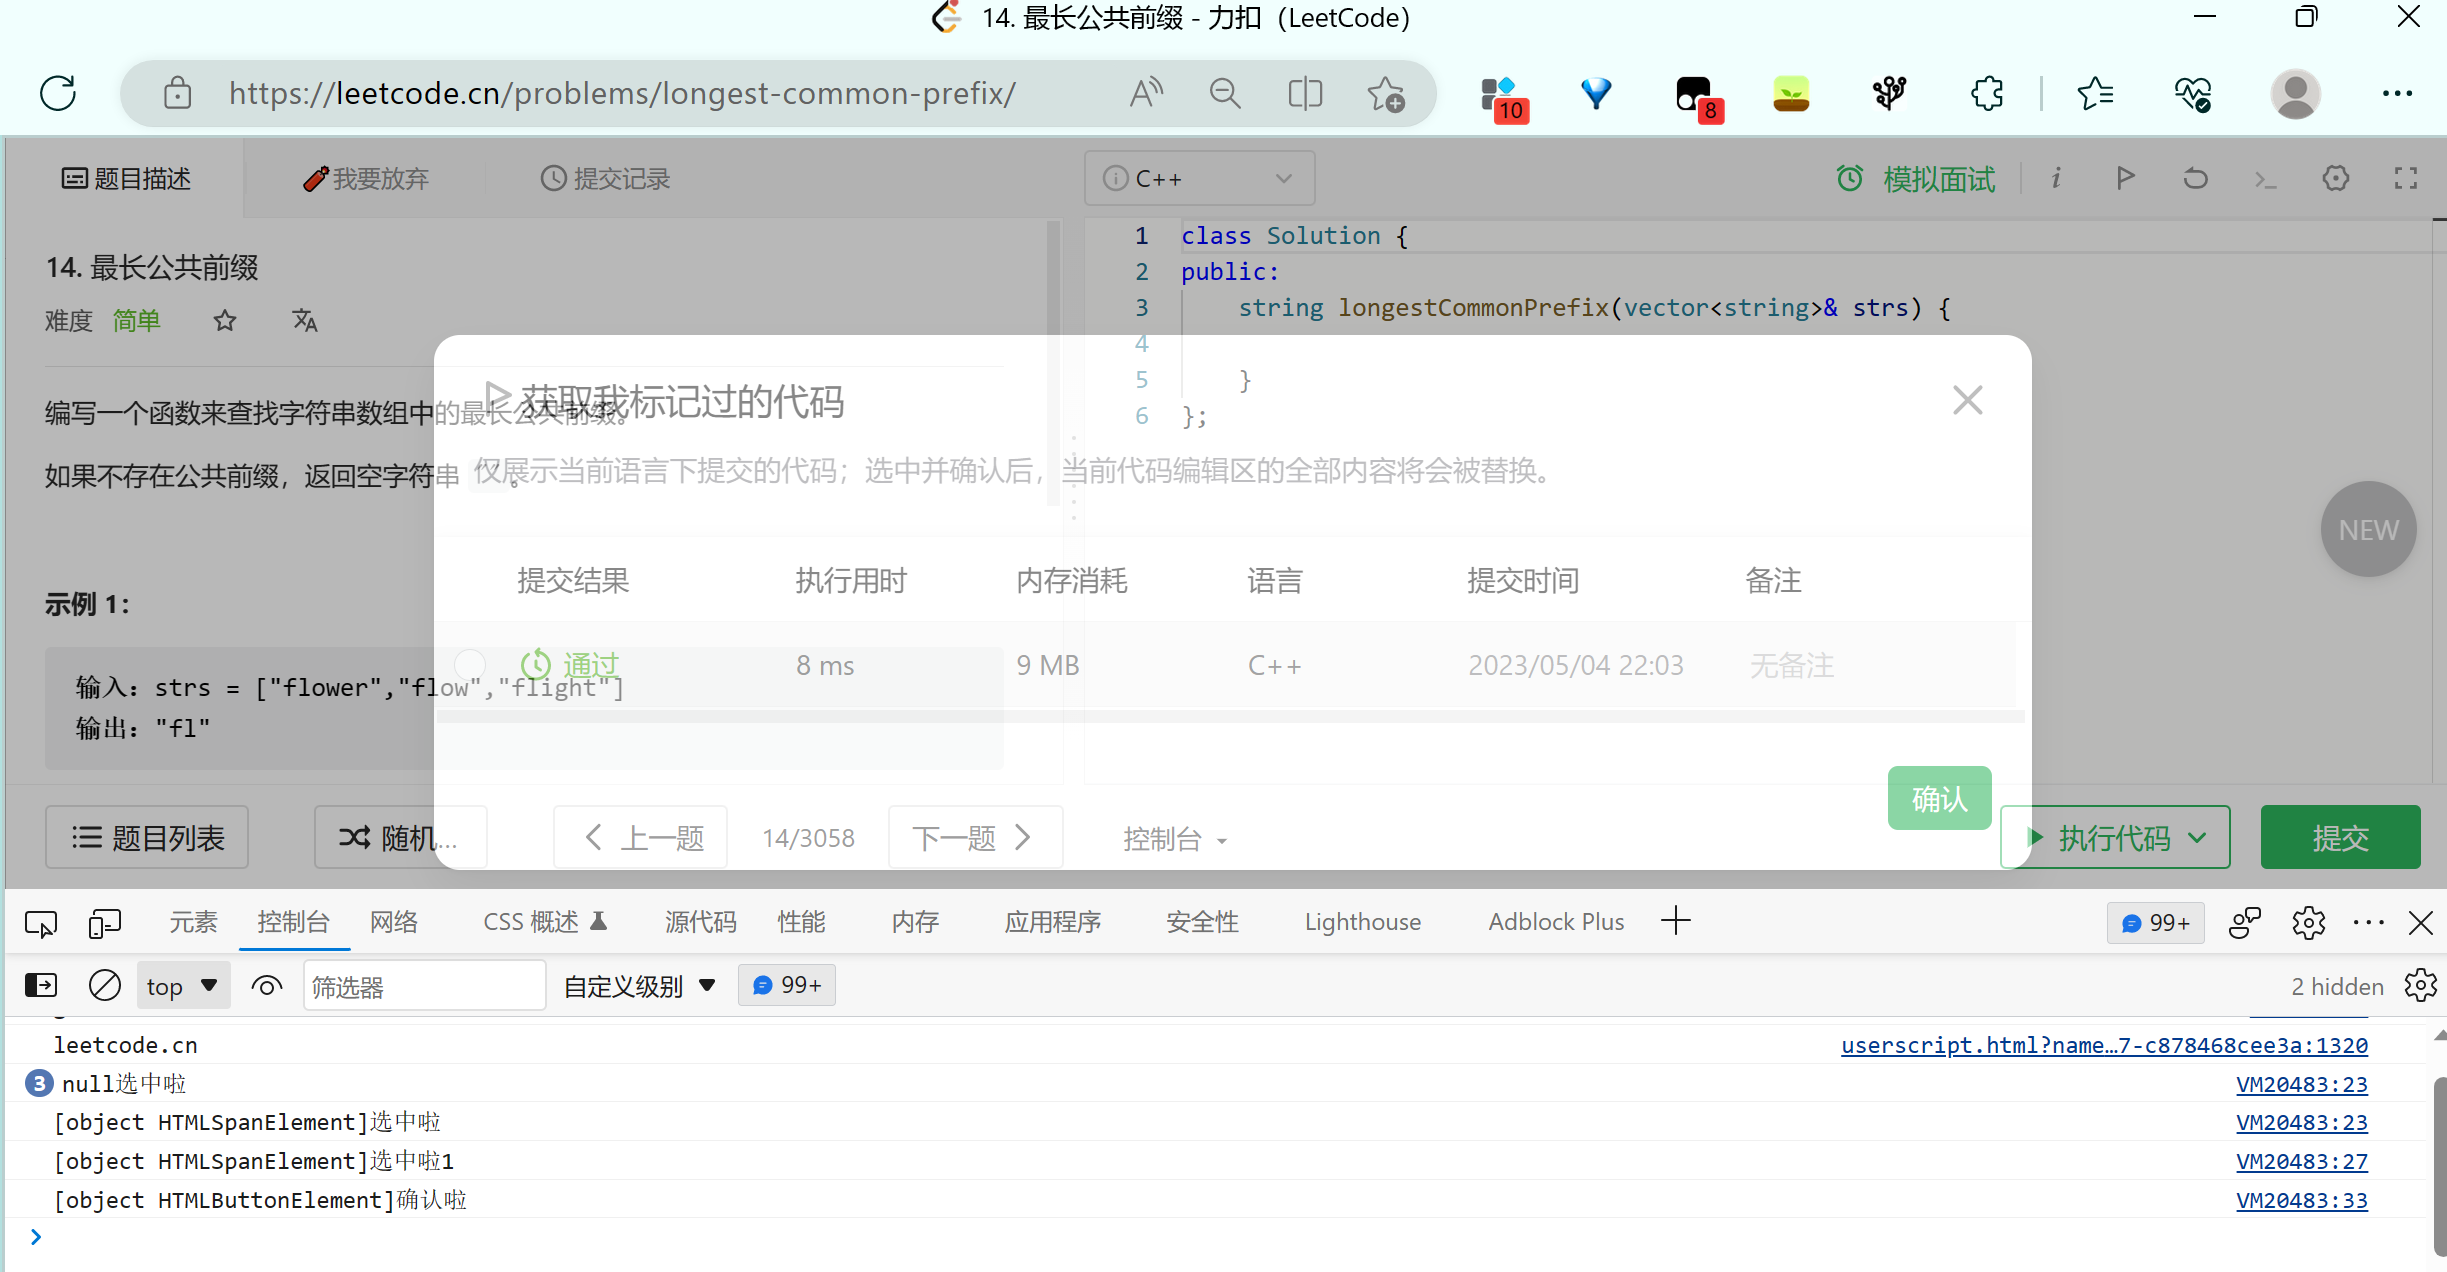 14. 最长公共前缀 - 力扣（LeetCode）
https://leetcode.cn/problems/longest-common-prefix/
10
8
题目描述
我要放弃
提交记录
C++
模拟面试
14. 最长公共前缀
难度 简单
编写一个函数来查找字符串数组中的最长公共前缀。
如果不存在公共前缀，返回空字符串 。
示例 1：
输入：strs = ["flower","flow","flight"]
输出："fl"
1 class Solution {
2 public:
3 string longestCommonPrefix(vector<string>& strs) {
4
5 }
6 };
获取我标记过的代码
仅展示当前语言下提交的代码；选中并确认后，当前代码编辑区的全部内容将会被替换。
提交结果 执行用时 内存消耗 语言 提交时间 备注
通过 8 ms 9 MB C++ 2023/05/04 22:03 无备注
确认
NEW
题目列表
随机...
上一题
14/3058
下一题
控制台
执行代码
提交
元素 控制台 网络 CSS 概述 源代码 性能 内存 应用程序 安全性 Lighthouse Adblock Plus
99+
top
筛选器
自定义级别
99+
2 hidden
leetcode.cn userscript.html?name…7-c878468cee3a:1320
3 null选中啦 VM20483:23
[object HTMLSpanElement]选中啦 VM20483:23
[object HTMLSpanElement]选中啦1 VM20483:27
[object HTMLButtonElement]确认啦 VM20483:33